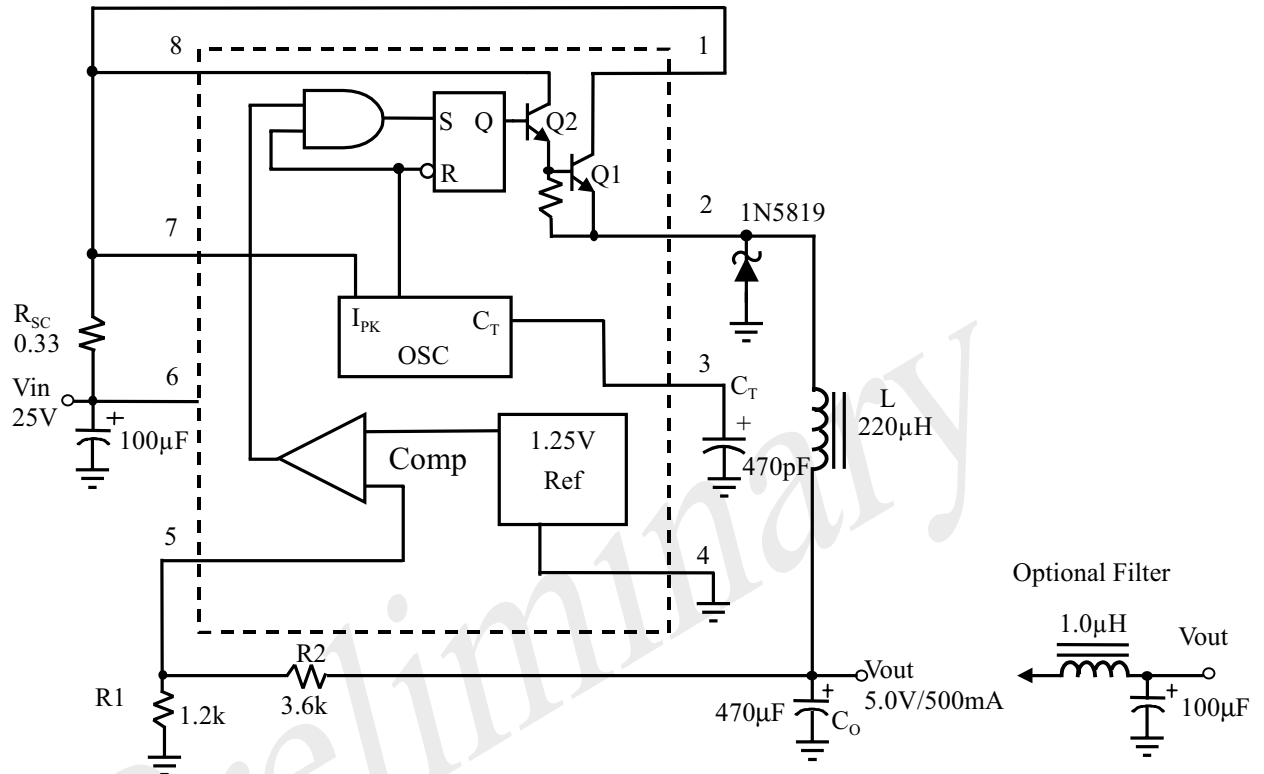 8
1
S Q
Q2
R
Q1
2
1N5819
7
I_PK
C_T
OSC
R_SC
0.33
3
C_T
+
470pF
6
Vin
25V
+
100µF
L
220µH
Comp
1.25V
Ref
5
4
Optional Filter
1.0µH
Vout
+
100µF
R2
3.6k
R1
1.2k
Vout
5.0V/500mA
+
470µF
C_O
Preliminary